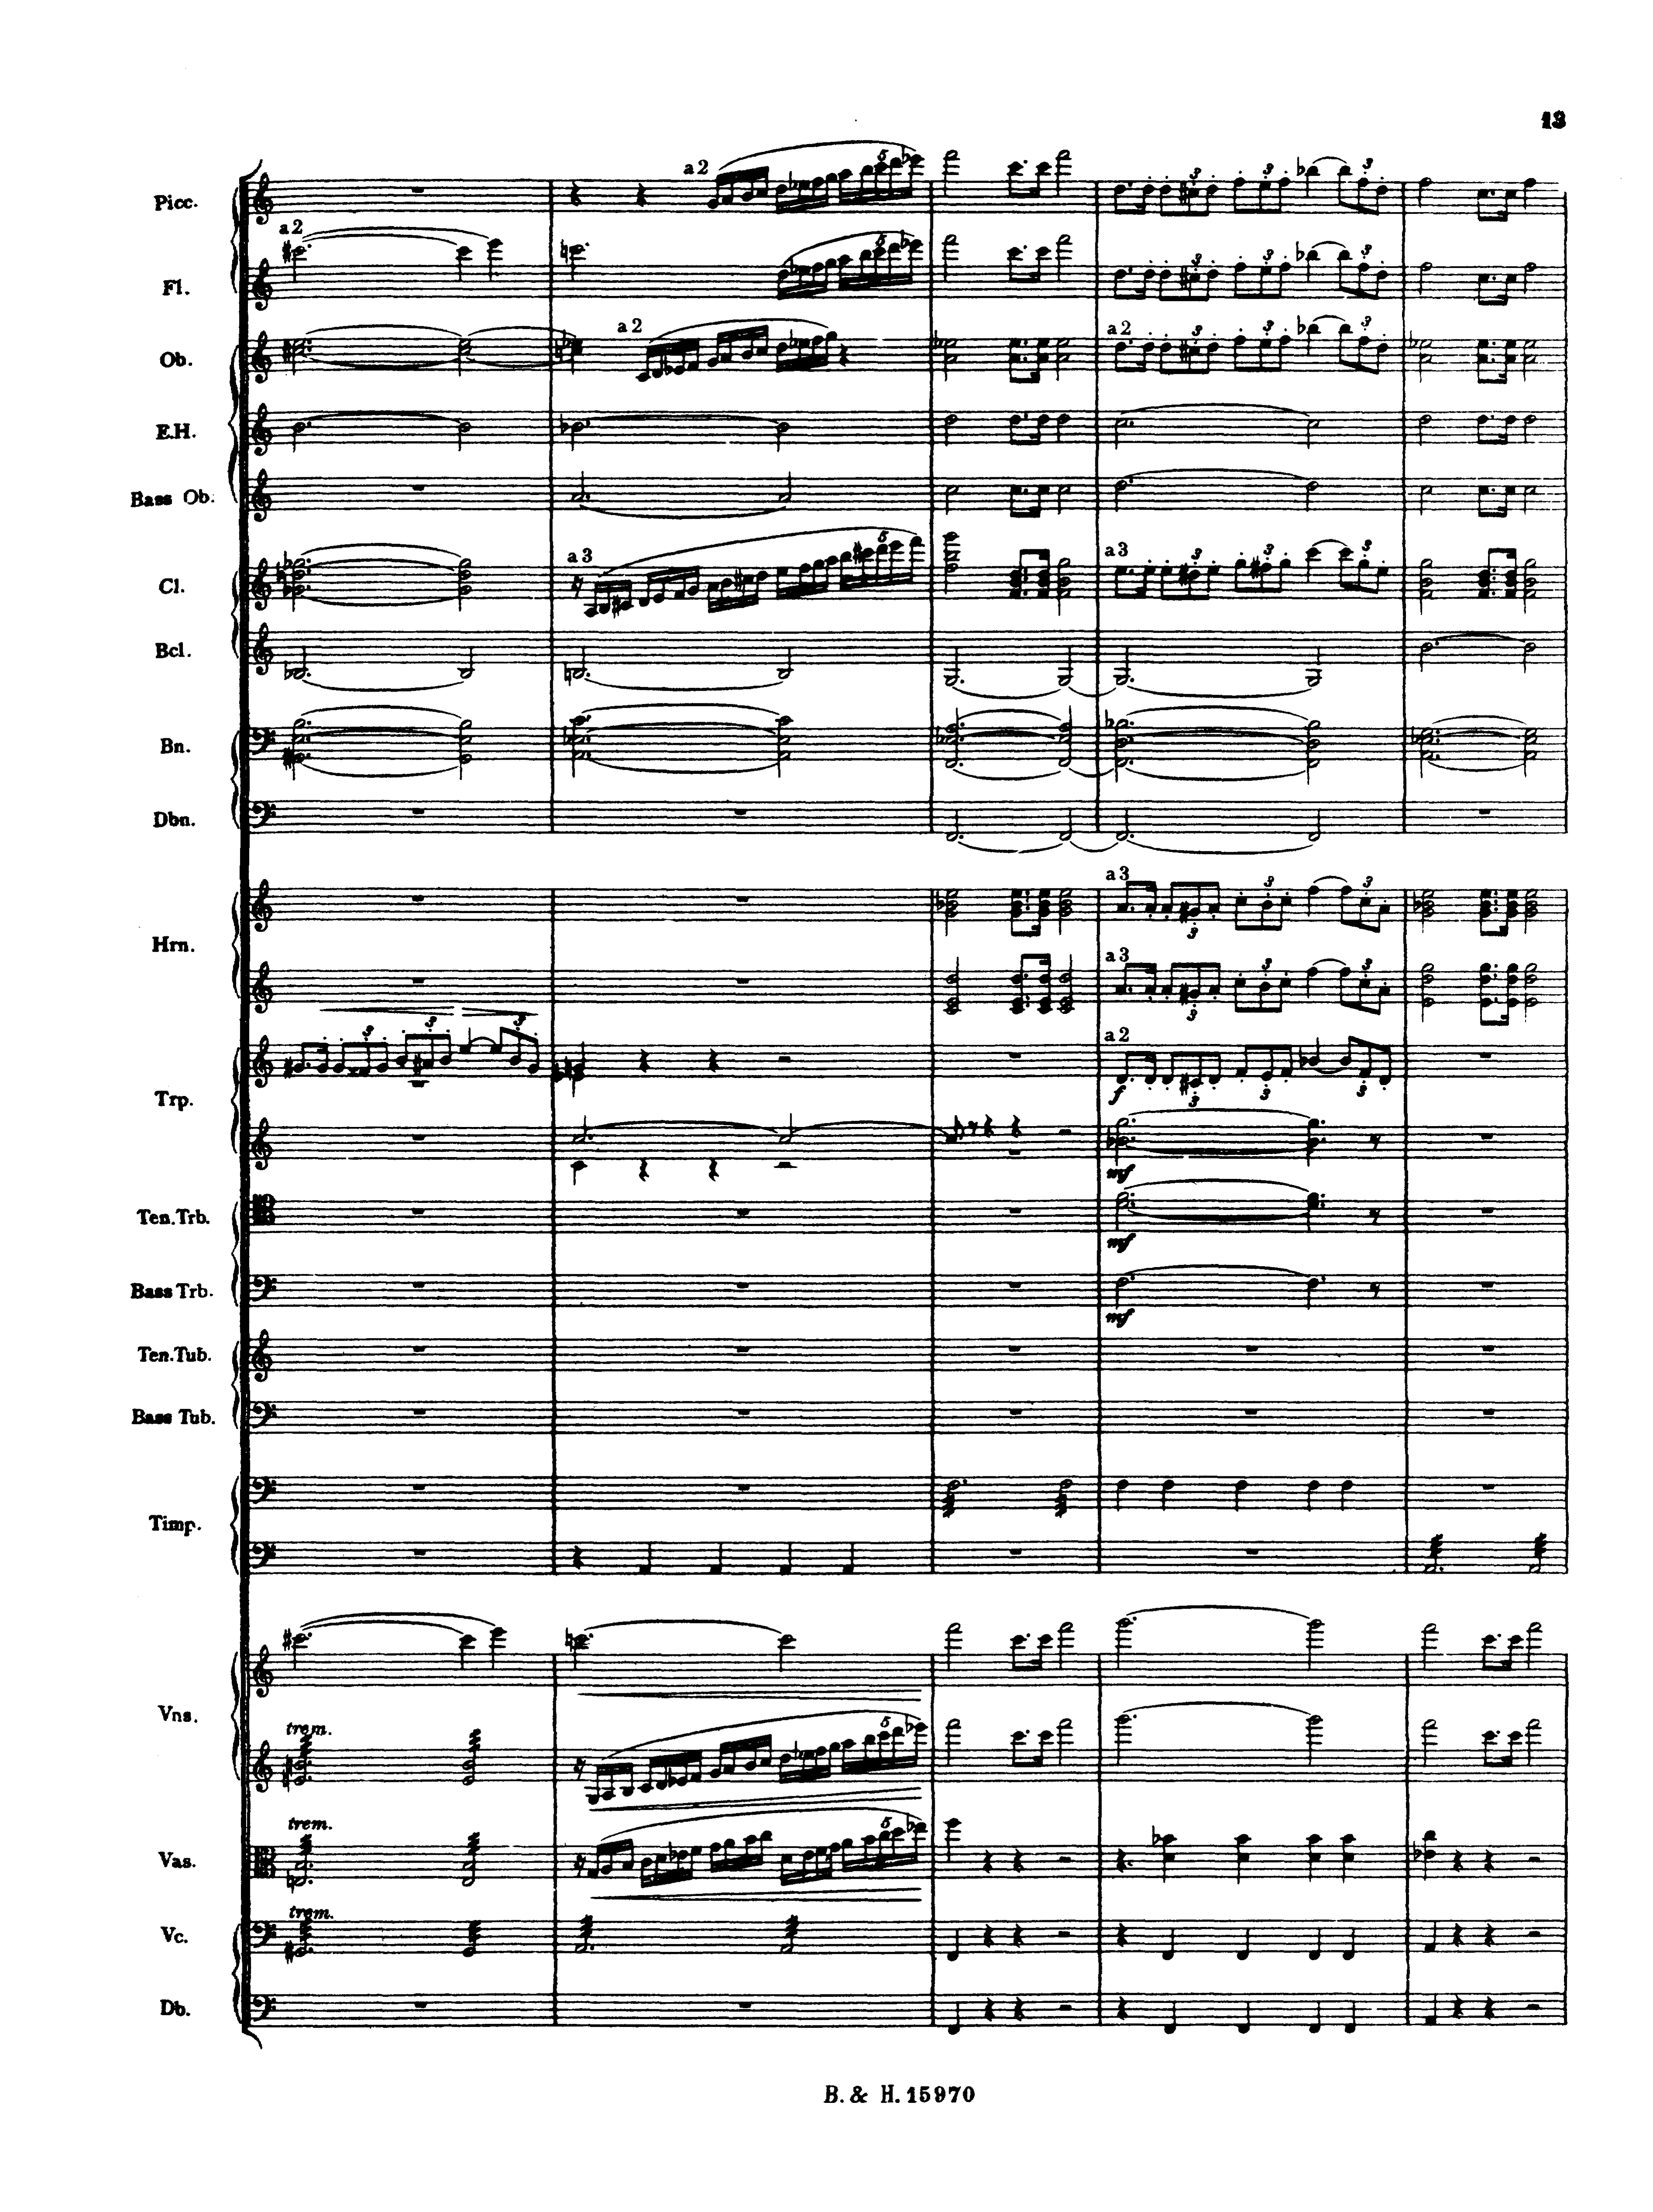 13
a 2
Picc.
a 2
Fl.
a 2
a 2
Ob.
E.H.
Bass Ob.
a 3
a 3
Cl.
Bcl.
Bn.
Dbn.
a 3
Hrn.
a 3
a 2
f
Trp.
mf
Ten. Trb.
mf
Bass Trb.
mf
Ten. Tub.
Bass Tub.
Timp.
Vns.
trem.
trem.
Vas.
trem.
Vc.
Db.
B. & H. 15970